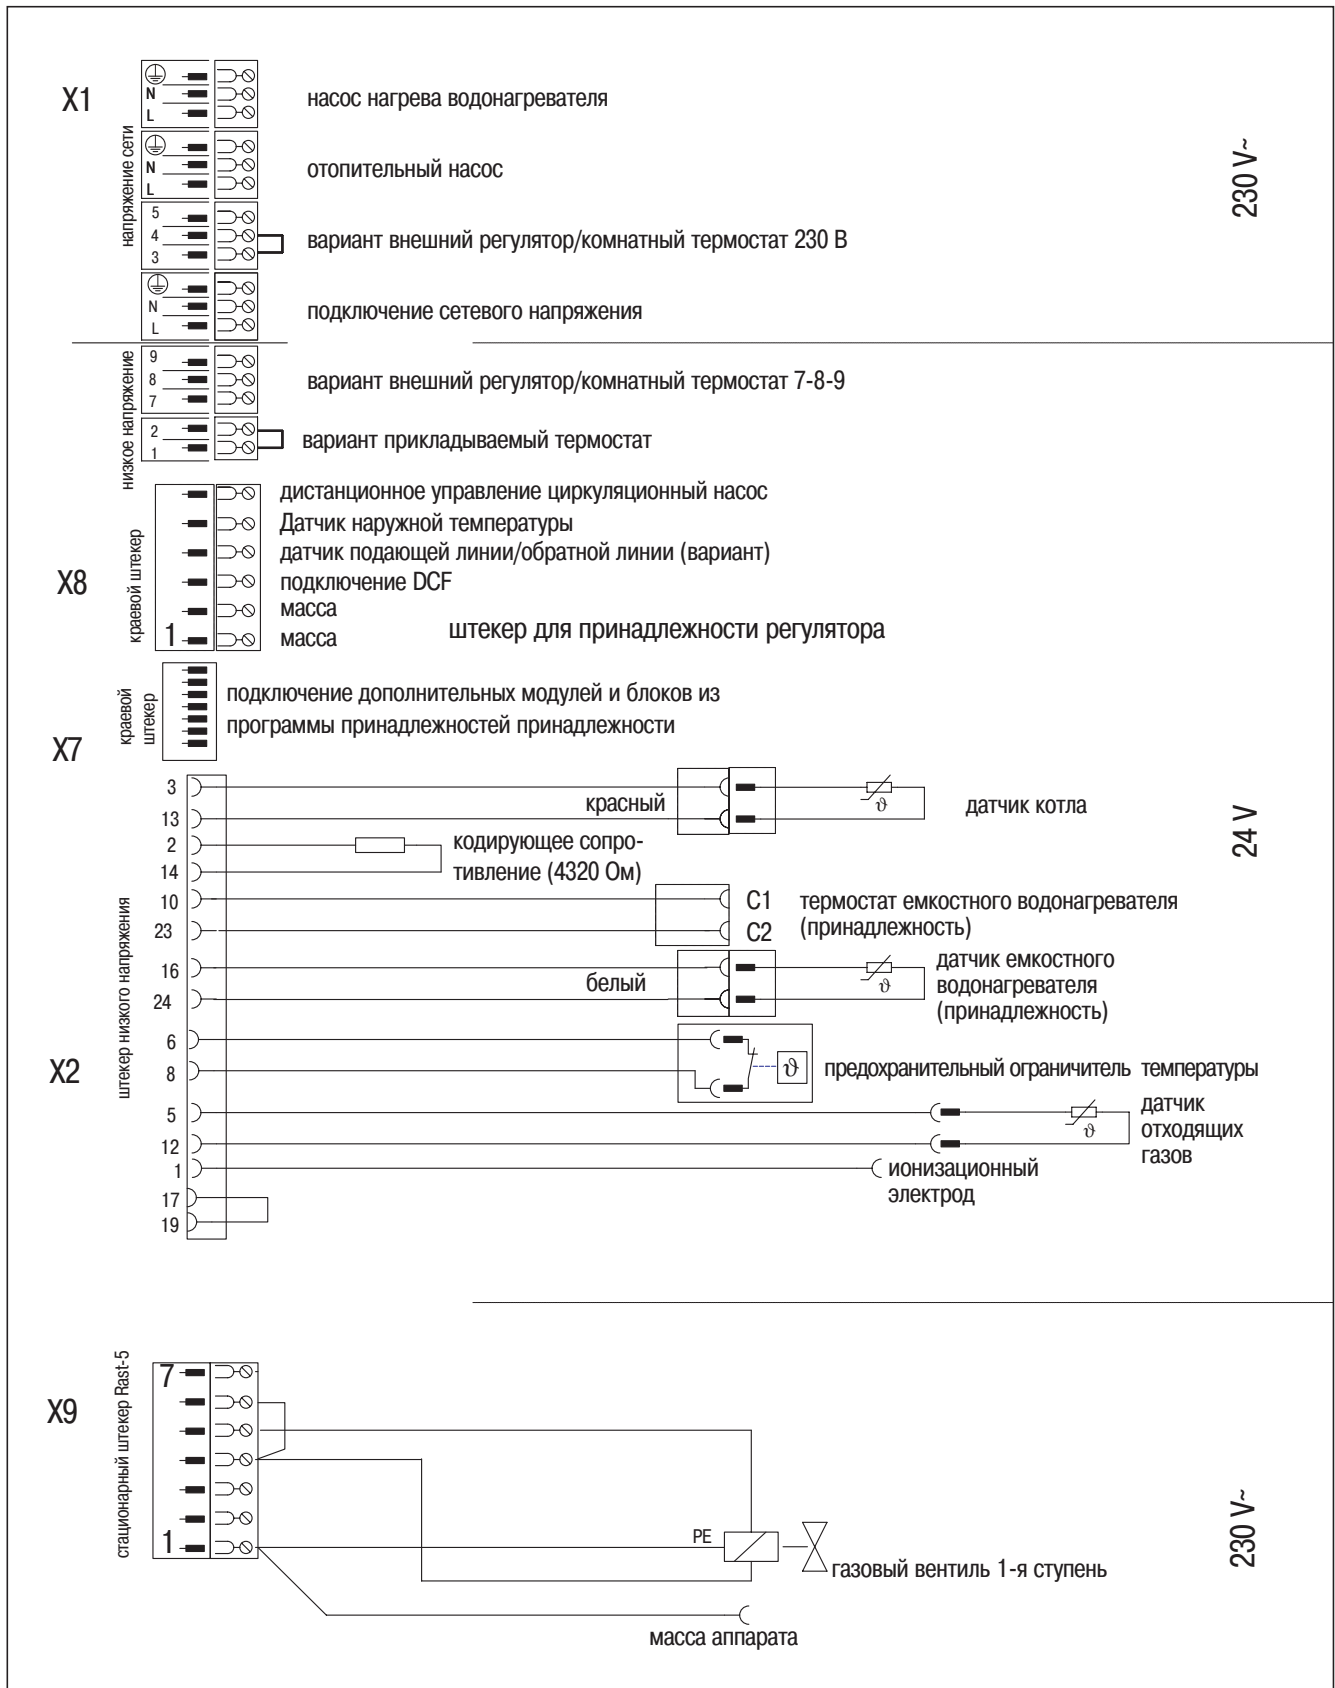 X1
напряжение сети
N
L
насос нагрева водонагревателя
N
L
отопительный насос
5
4
3
вариант внешний регулятор/комнатный термостат 230 В
N
L
подключение сетевого напряжения
230 V~
низкое напряжение
9
8
7
вариант внешний регулятор/комнатный термостат 7-8-9
2
1
вариант прикладываемый термостат
X8
краевой штекер
1
дистанционное управление циркуляционный насос
Датчик наружной температуры
датчик подающей линии/обратной линии (вариант)
подключение DCF
масса
масса
штекер для принадлежности регулятора
X7
краевой
штекер
подключение дополнительных модулей и блоков из
программы принадлежностей принадлежности
24 V
X2
штекер низкого напряжения
3
13
красный
ϑ
датчик котла
2
14
кодирующее сопро-
тивление (4320 Ом)
10
23
C1
C2
термостат емкостного водонагревателя
(принадлежность)
16
24
белый
ϑ
датчик емкостного
водонагревателя
(принадлежность)
6
8
ϑ
предохранительный ограничитель температуры
5
12
ϑ
датчик
отходящих
газов
1
ионизационный
электрод
17
19
X9
стационарный штекер Rast-5
7
1
PE
газовый вентиль 1-я ступень
масса аппарата
230 V~